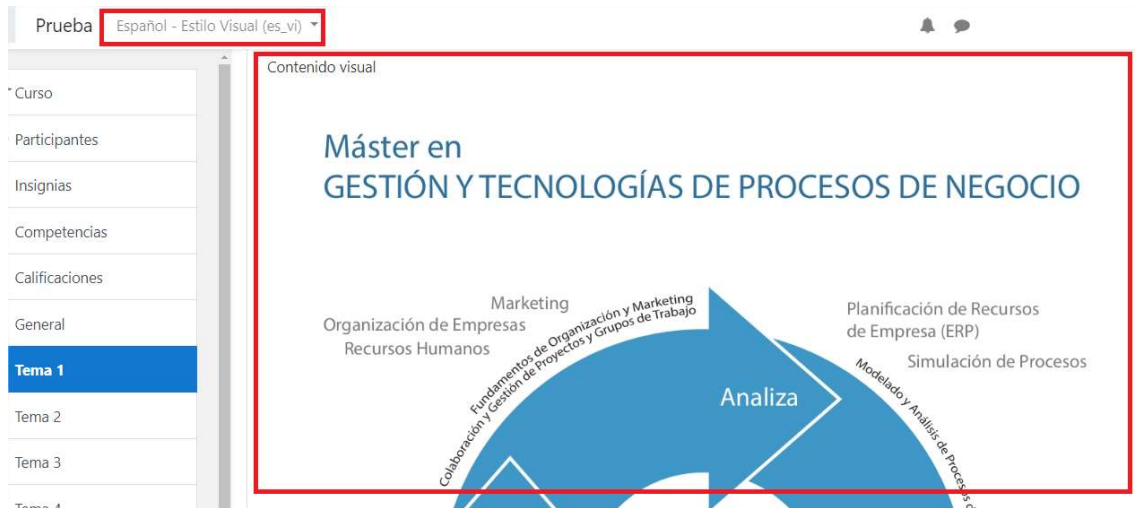 Prueba
Español - Estilo Visual (es_vi)
Curso
Participantes
Insignias
Competencias
Calificaciones
General
Tema 1
Tema 2
Tema 3
Tema 4
Contenido visual
Máster en
GESTIÓN Y TECNOLOGÍAS DE PROCESOS DE NEGOCIO
Marketing
Organización de Empresas
Recursos Humanos
Fundamentos de Organización y Marketing
Colaboración y Gestión de Proyectos y Grupos de Trabajo
Analiza
Planificación de Recursos
de Empresa (ERP)
Simulación de Procesos
Modelado y Análisis de Procesos